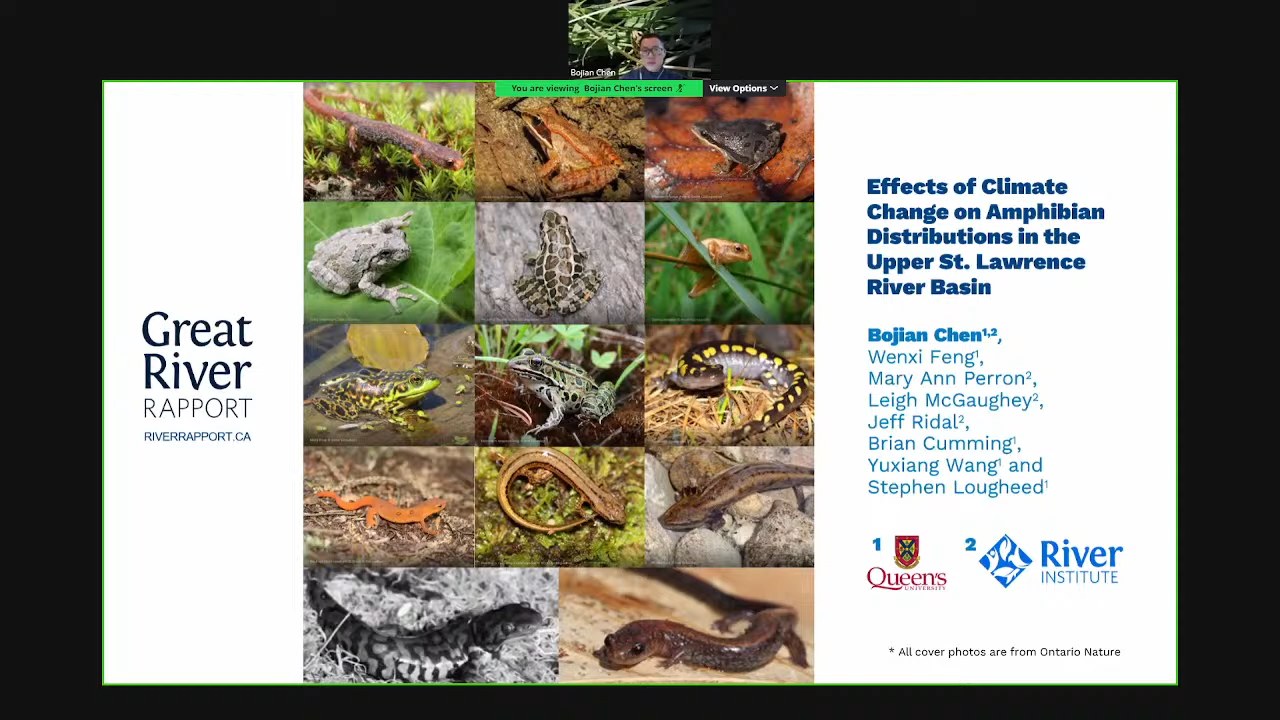 Bojian Chen
You are viewing Bojian Chen's screen
View Options
Great
River
RAPPORT
RIVERRAPPORT.CA
Effects of Climate
Change on Amphibian
Distributions in the
Upper St. Lawrence
River Basin
Bojian Chen¹,²,
Wenxi Feng¹,
Mary Ann Perron²,
Leigh McGaughey²,
Jeff Ridal²,
Brian Cumming¹,
Yuxiang Wang¹ and
Stephen Lougheed¹
1
Queen's
UNIVERSITY
2
River
INSTITUTE
* All cover photos are from Ontario Nature